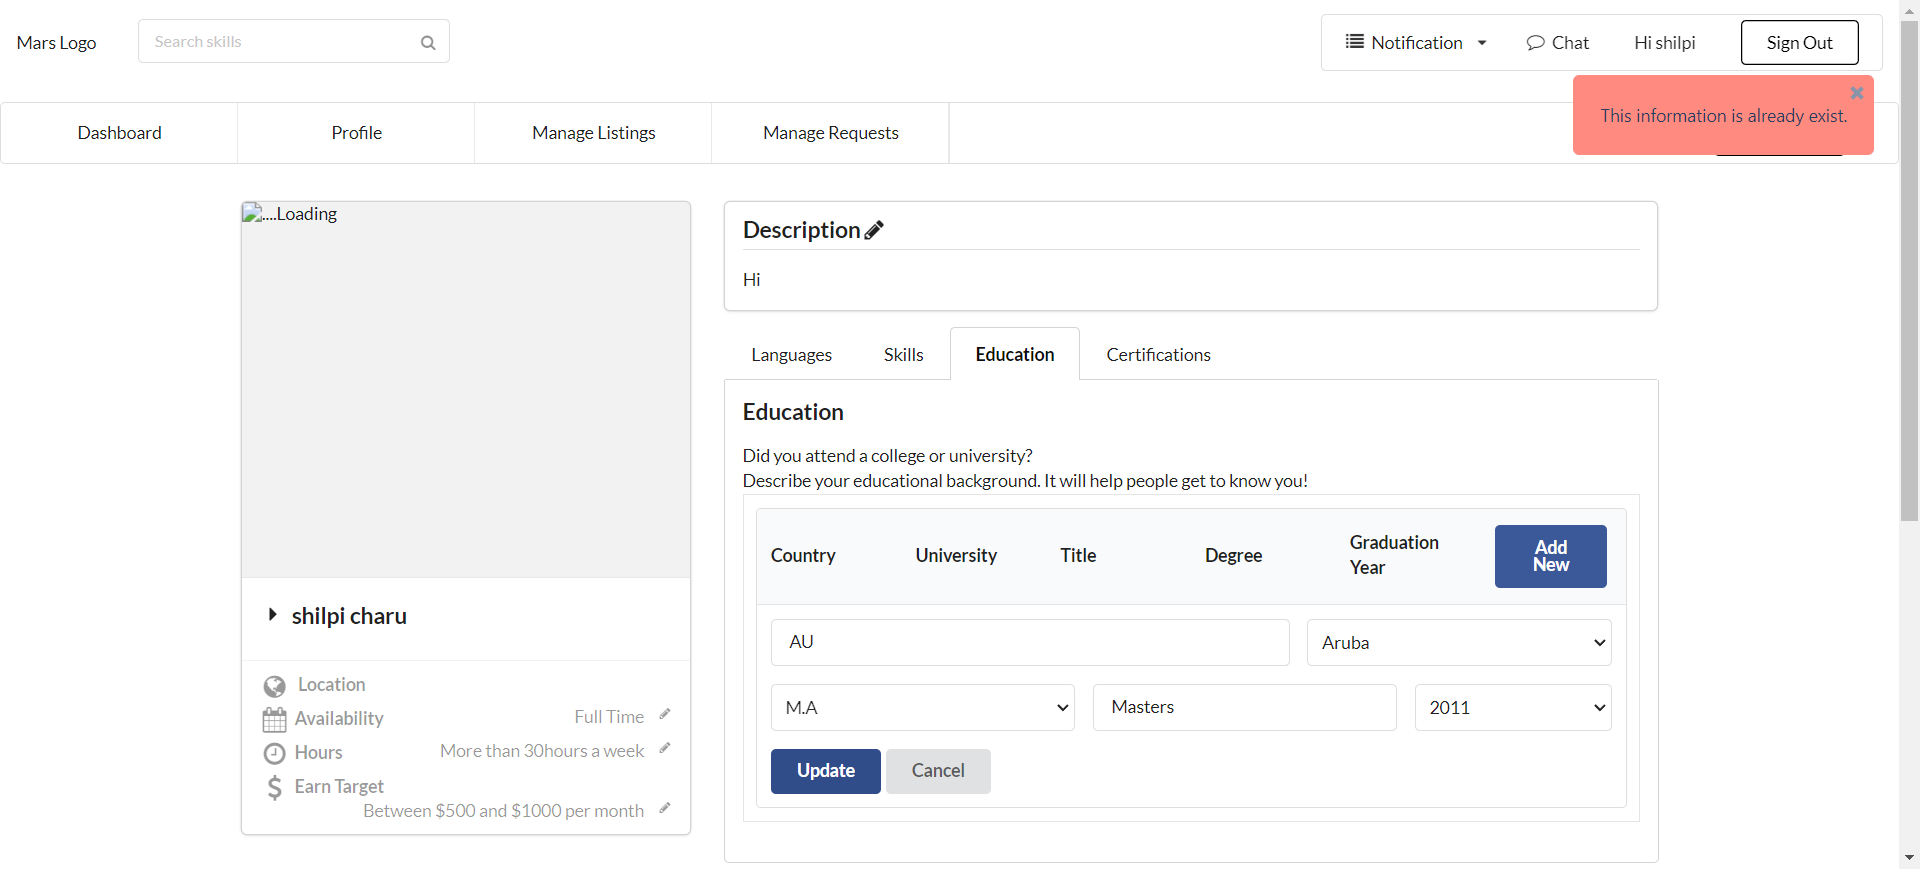 Mars Logo
Search skills
Notification
Chat
Hi shilpi
Sign Out
This information is already exist.
Dashboard
Profile
Manage Listings
Manage Requests
....Loading
Description
Hi
Languages
Skills
Education
Certifications
Education
Did you attend a college or university?
Describe your educational background. It will help people get to know you!
Country
University
Title
Degree
Graduation
Year
Add
New
AU
Aruba
M.A
Masters
2011
Update
Cancel
shilpi charu
Location
Availability
Full Time
Hours
More than 30hours a week
Earn Target
Between $500 and $1000 per month